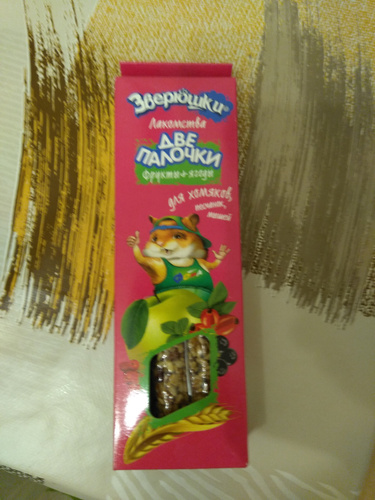 Зверюшки®
Лакомства
ДВЕ
ПАЛОЧКИ
фрукты+ягоды
для хомяков,
песчанок,
мышей